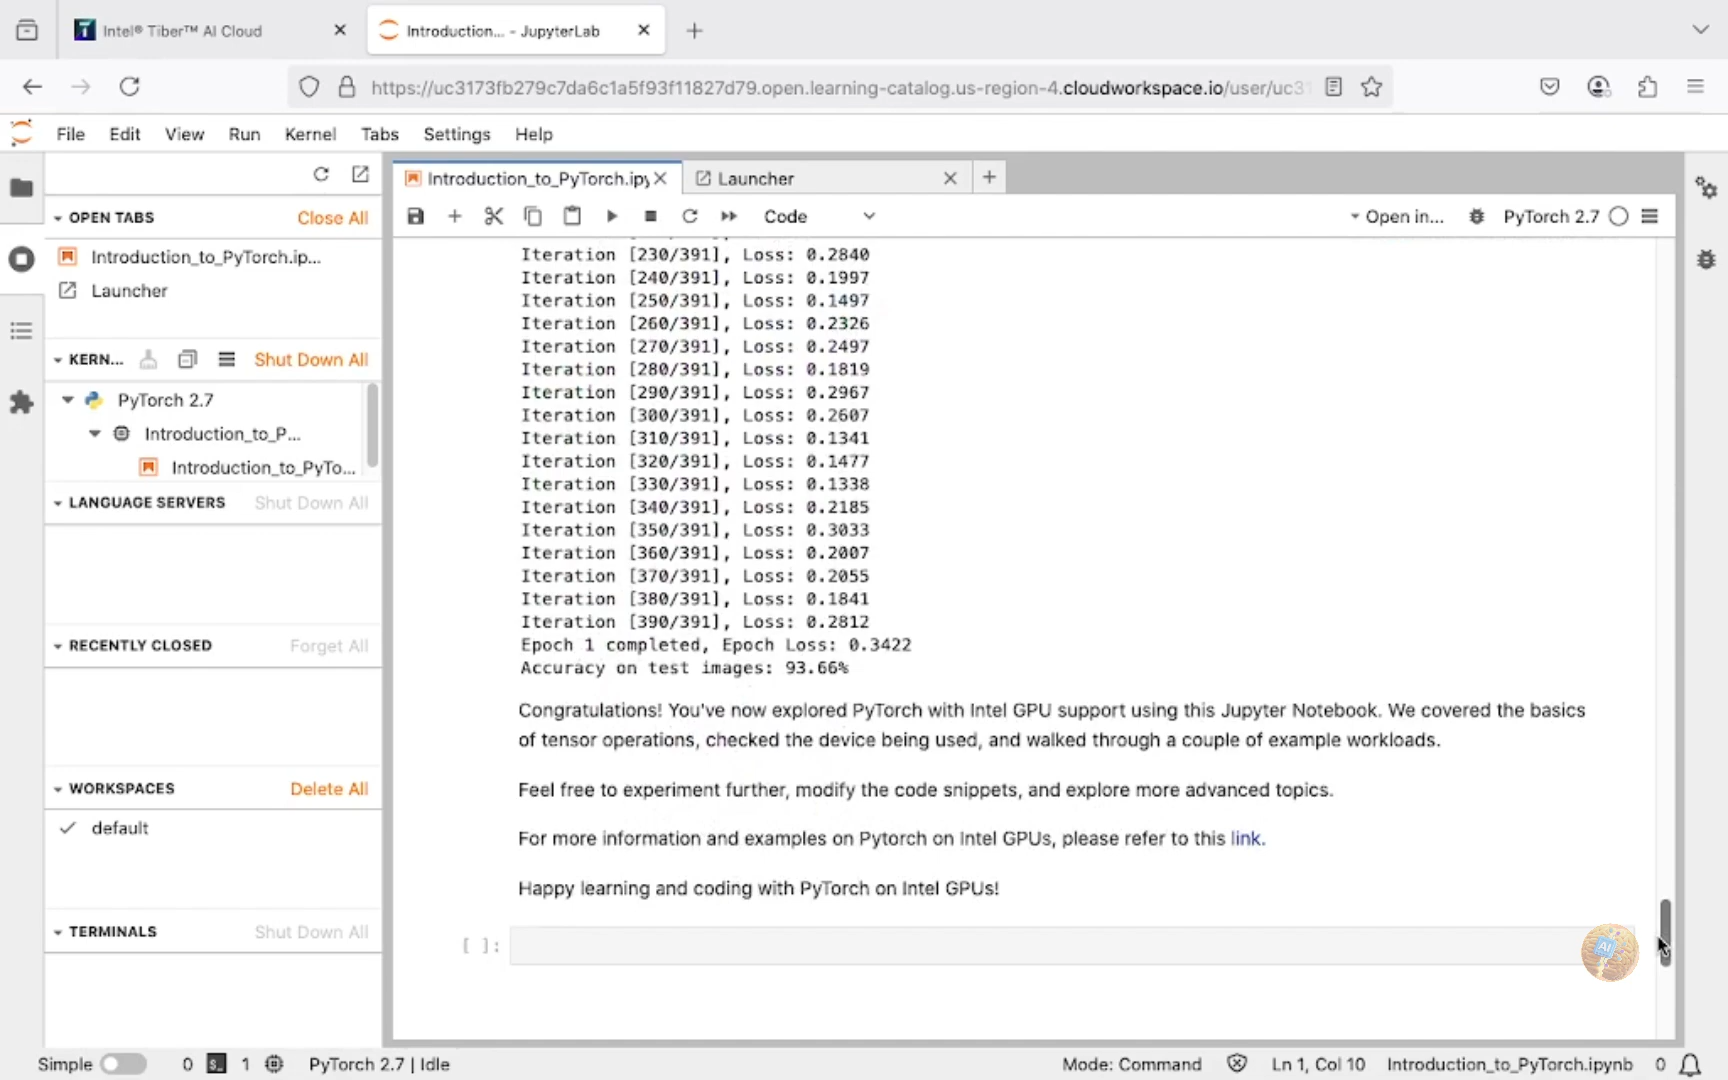 Intel® Tiber™ AI Cloud
Introduction... - JupyterLab
https://uc3173fb279c7da6c1a5f93f11827d79.open.learning-catalog.us-region-4.cloudworkspace.io/user/uc31
File Edit View Run Kernel Tabs Settings Help
OPEN TABS Close All
Introduction_to_PyTorch.ip...
Launcher
KERN... Shut Down All
PyTorch 2.7
Introduction_to_P...
Introduction_to_PyTo...
LANGUAGE SERVERS Shut Down All
RECENTLY CLOSED Forget All
WORKSPACES Delete All
default
TERMINALS Shut Down All
Introduction_to_PyTorch.ipy
Launcher
Code
Open in...
PyTorch 2.7
Iteration [230/391], Loss: 0.2840
Iteration [240/391], Loss: 0.1997
Iteration [250/391], Loss: 0.1497
Iteration [260/391], Loss: 0.2326
Iteration [270/391], Loss: 0.2497
Iteration [280/391], Loss: 0.1819
Iteration [290/391], Loss: 0.2967
Iteration [300/391], Loss: 0.2607
Iteration [310/391], Loss: 0.1341
Iteration [320/391], Loss: 0.1477
Iteration [330/391], Loss: 0.1338
Iteration [340/391], Loss: 0.2185
Iteration [350/391], Loss: 0.3033
Iteration [360/391], Loss: 0.2007
Iteration [370/391], Loss: 0.2055
Iteration [380/391], Loss: 0.1841
Iteration [390/391], Loss: 0.2812
Epoch 1 completed, Epoch Loss: 0.3422
Accuracy on test images: 93.66%
Congratulations! You've now explored PyTorch with Intel GPU support using this Jupyter Notebook. We covered the basics
of tensor operations, checked the device being used, and walked through a couple of example workloads.
Feel free to experiment further, modify the code snippets, and explore more advanced topics.
For more information and examples on Pytorch on Intel GPUs, please refer to this link.
Happy learning and coding with PyTorch on Intel GPUs!
[ ]:
AI
Simple 0 1 PyTorch 2.7 | Idle
Mode: Command Ln 1, Col 10 Introduction_to_PyTorch.ipynb 0